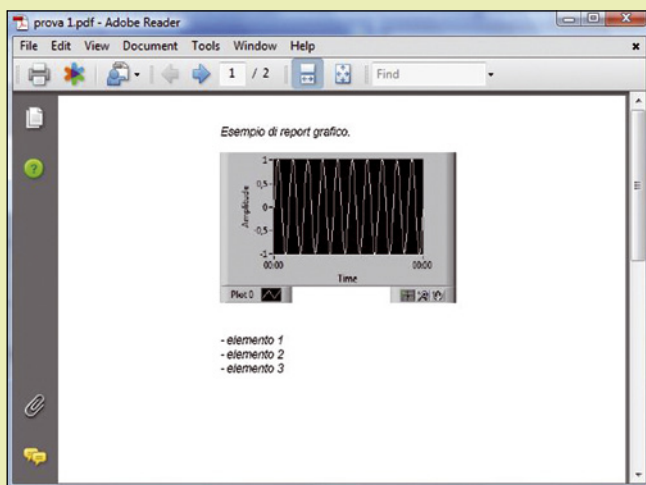 prova 1.pdf - Adobe Reader
File Edit View Document Tools Window Help
1 / 2 Find
Esempio di report grafico.
1
0,5
0
-0,5
-1
Amplitude
00:00 00:00
Time
Plot 0
- elemento 1
- elemento 2
- elemento 3